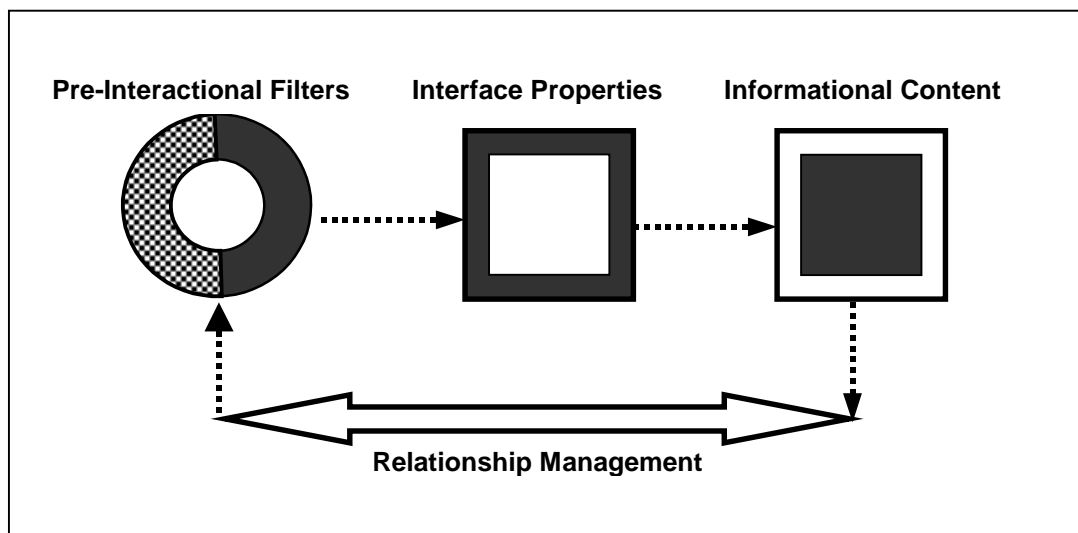 Pre-Interactional Filters
Interface Properties
Informational Content
Relationship Management